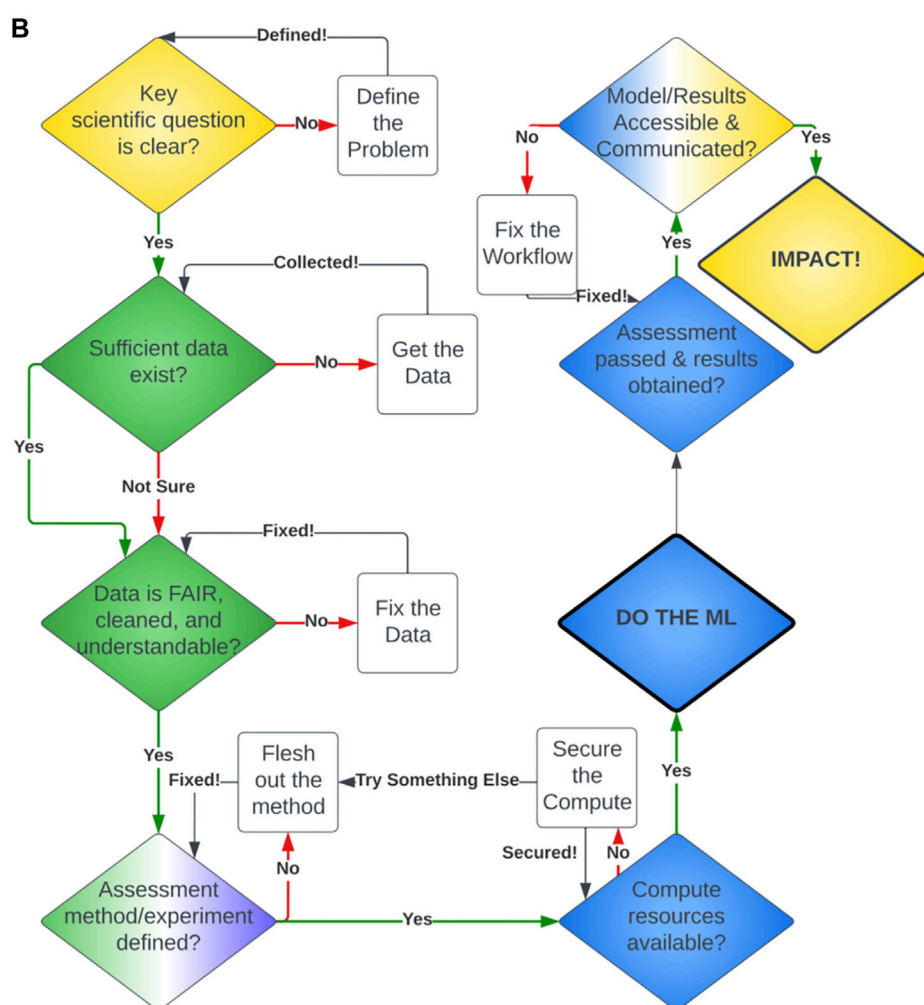 B
Defined!
Key
scientific question
is clear?
No
Define
the
Problem
Yes
Collected!
Sufficient data
exist?
No
Get the
Data
Yes
Not Sure
Fixed!
Data is FAIR,
cleaned, and
understandable?
No
Fix the
Data
Yes
Fixed!
Flesh
out the
method
Try Something Else
Secure
the
Compute
No
Secured!
No
Assessment
method/experiment
defined?
Yes
Compute
resources
available?
Yes
DO THE ML
Assessment
passed & results
obtained?
Yes
Fixed!
Fix the
Workflow
No
Model/Results
Accessible &
Communicated?
Yes
IMPACT!